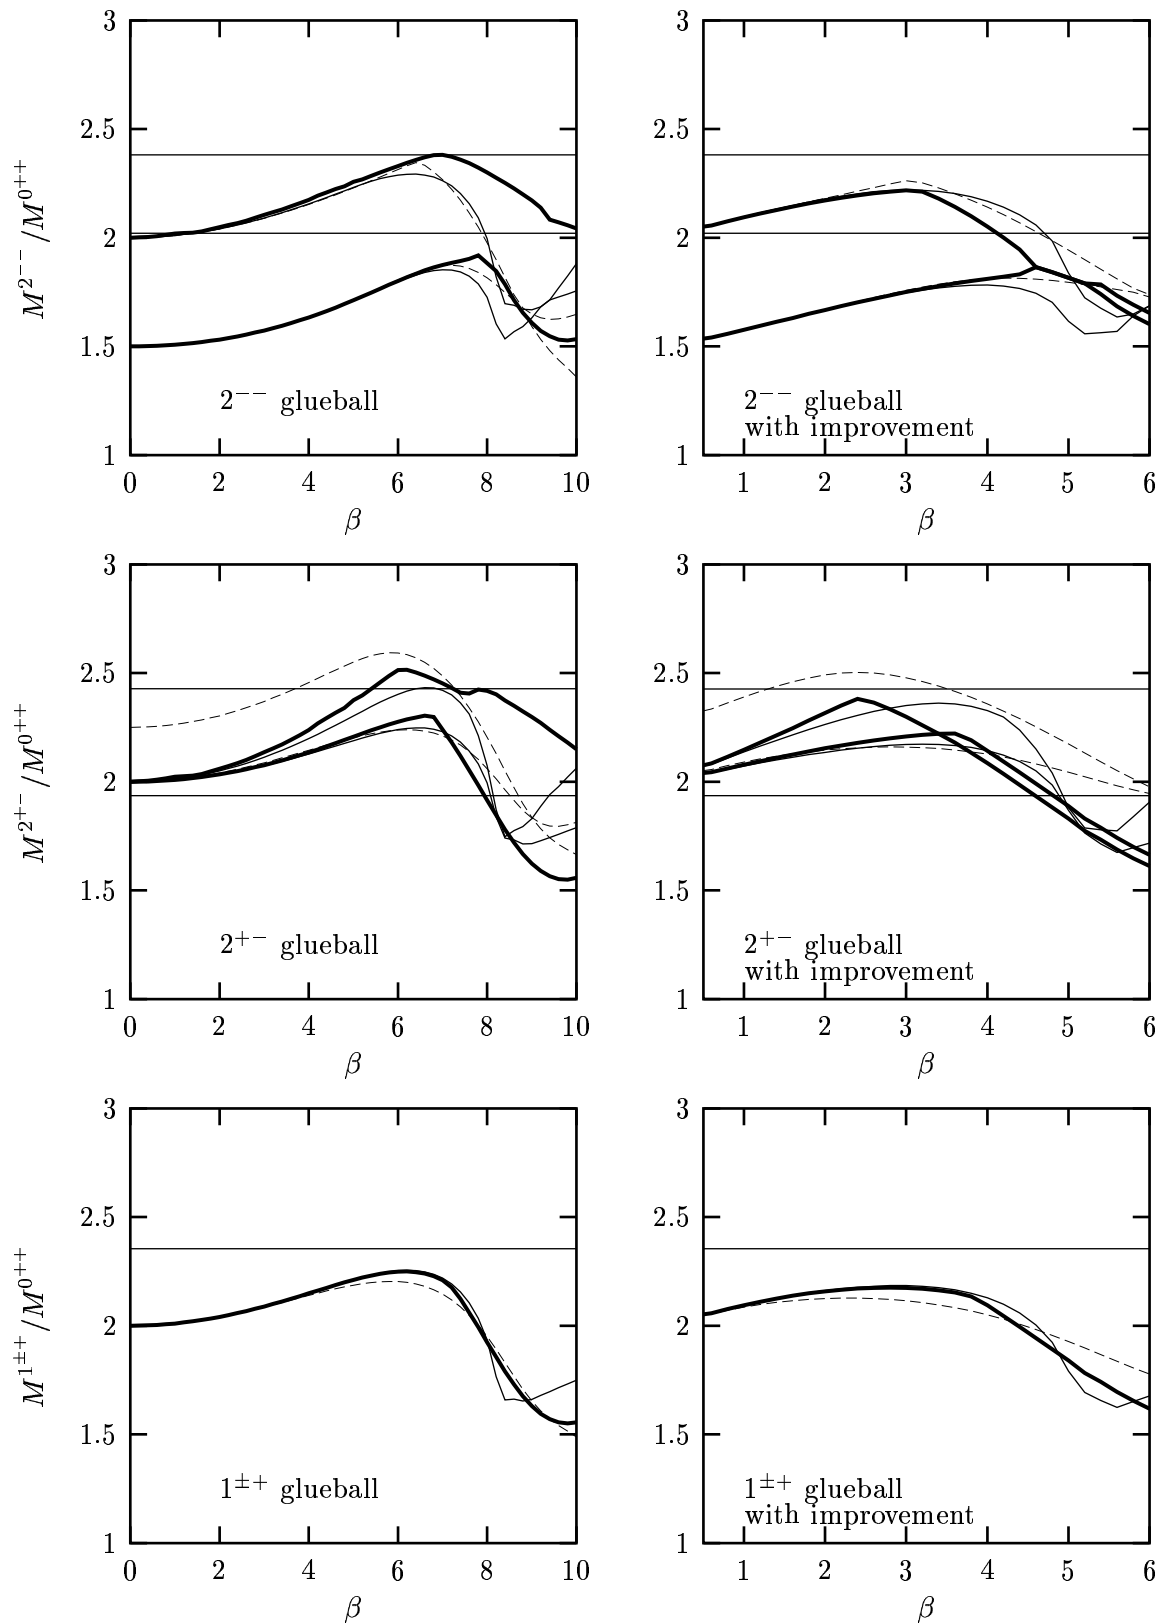 3 3
2.5 2.5
M^{2−−}/M^{0++}
2 2
1.5 1.5
2−− glueball
2−− glueball
with improvement
1 1
0 2 4 6 8 10
1 2 3 4 5 6
β β
3 3
2.5 2.5
M^{2+−}/M^{0++}
2 2
1.5 1.5
2+− glueball
2+− glueball
with improvement
1 1
0 2 4 6 8 10
1 2 3 4 5 6
β β
3 3
2.5 2.5
M^{1±+}/M^{0++}
2 2
1.5 1.5
1±+ glueball
1±+ glueball
with improvement
1 1
0 2 4 6 8 10
1 2 3 4 5 6
β β